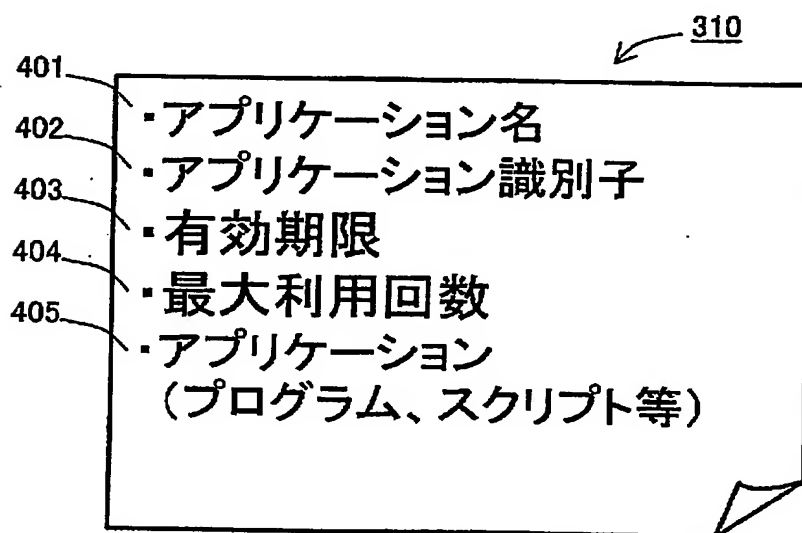 310
401
・アプリケーション名
402
・アプリケーション識別子
403
・有効期限
404
・最大利用回数
405
・アプリケーション
（プログラム、スクリプト等）